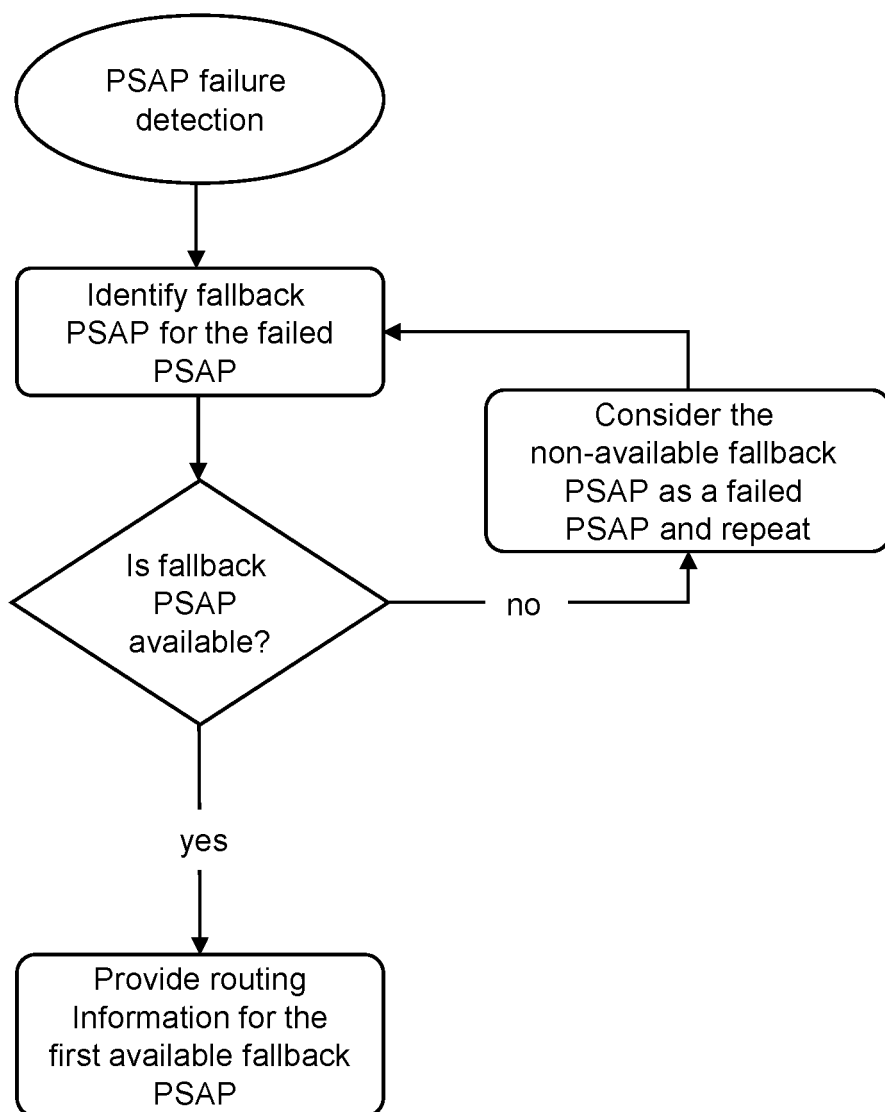 PSAP failure
detection
Identify fallback
PSAP for the failed
PSAP
Consider the
non-available fallback
PSAP as a failed
PSAP and repeat
Is fallback
PSAP
available?
no
yes
Provide routing
Information for the
first available fallback
PSAP